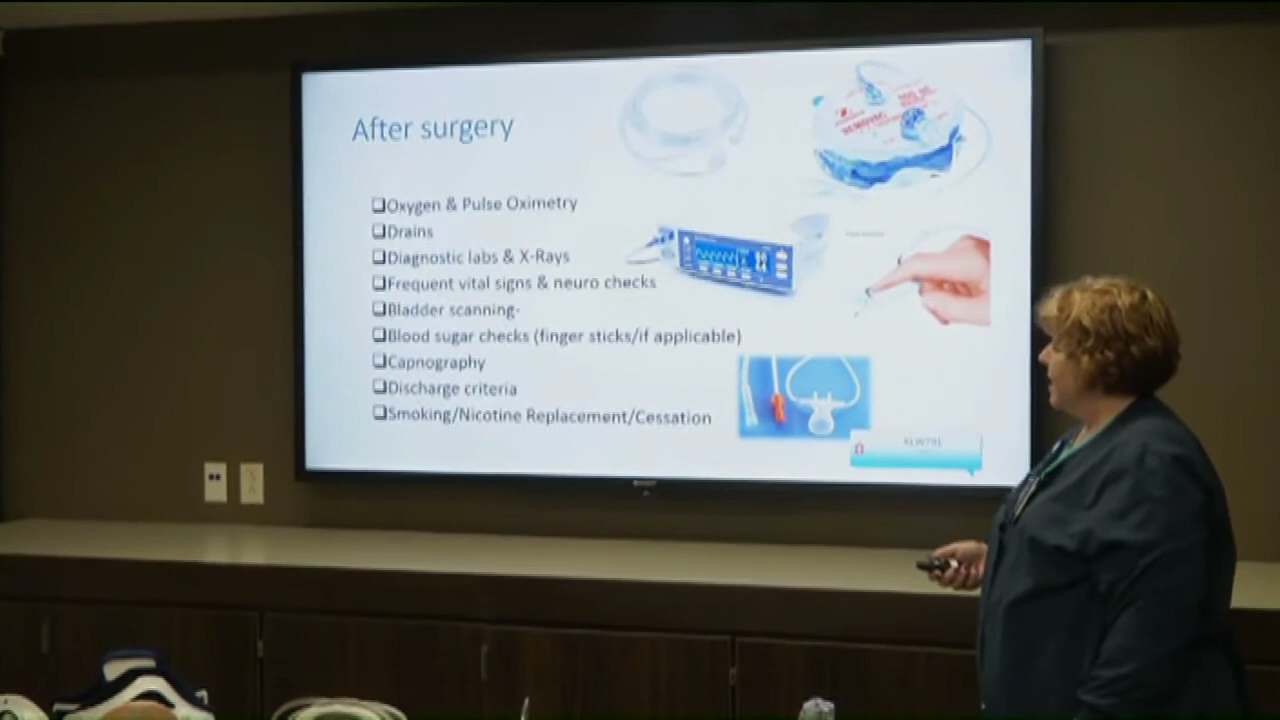 After surgery
❑Oxygen & Pulse Oximetry
❑Drains
❑Diagnostic labs & X-Rays
❑Frequent vital signs & neuro checks
❑Bladder scanning-
❑Blood sugar checks (finger sticks/if applicable)
❑Capnography
❑Discharge criteria
❑Smoking/Nicotine Replacement/Cessation